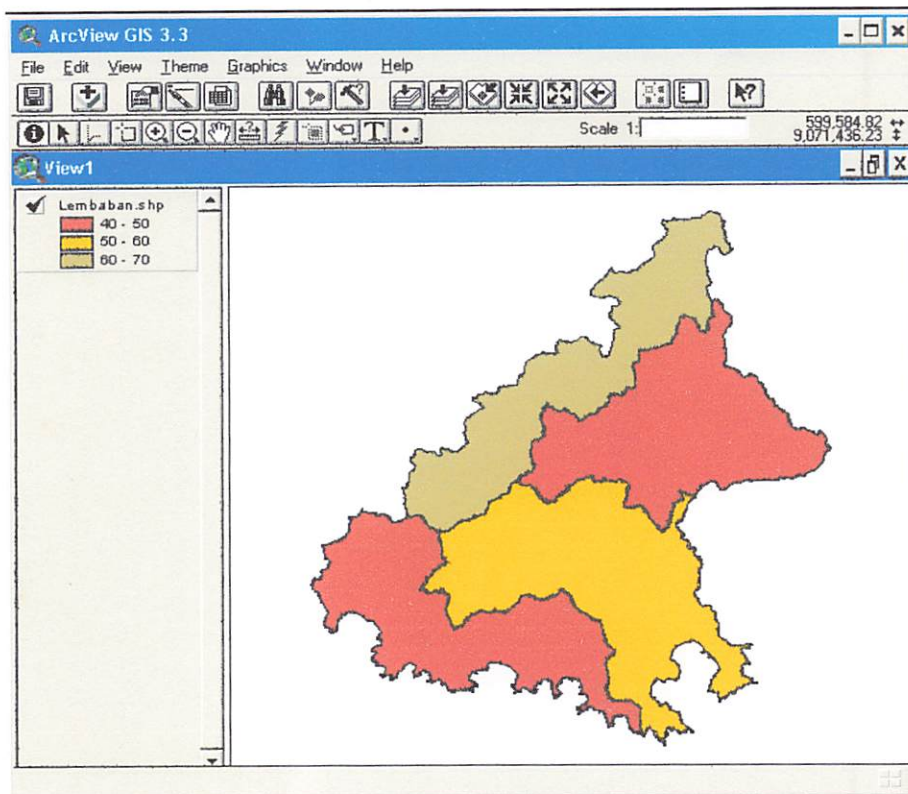 ArcView GIS 3.3
File Edit View Theme Graphics Window Help
Scale 1:
599,584.82
9,071,436.23
View1
Lembaban.shp
40 - 50
50 - 60
60 - 70